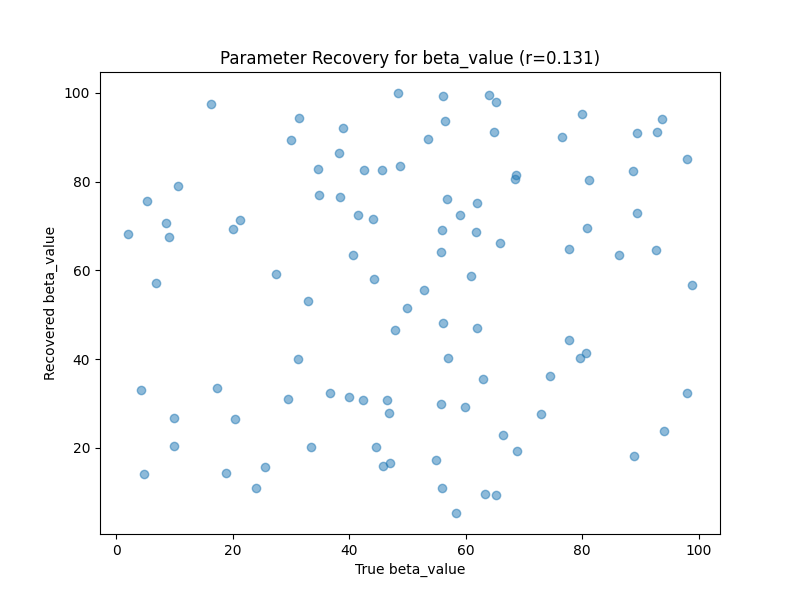 Parameter Recovery for beta_value (r=0.131)
100
80
60
40
20
Recovered beta_value
0 20 40 60 80 100
True beta_value